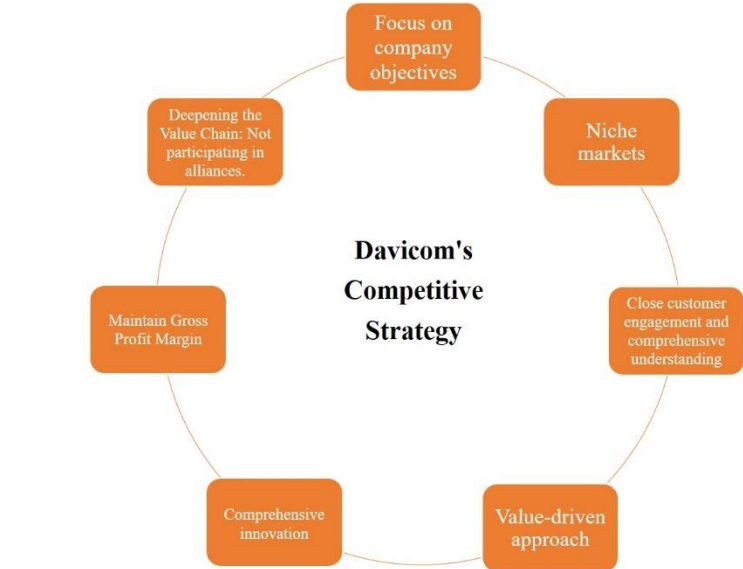 Focus on
company
objectives
Niche
markets
Close customer
engagement and
comprehensive
understanding
Value-driven
approach
Comprehensive
innovation
Maintain Gross
Profit Margin
Deepening the
Value Chain: Not
participating in
alliances.
Davicom's
Competitive
Strategy